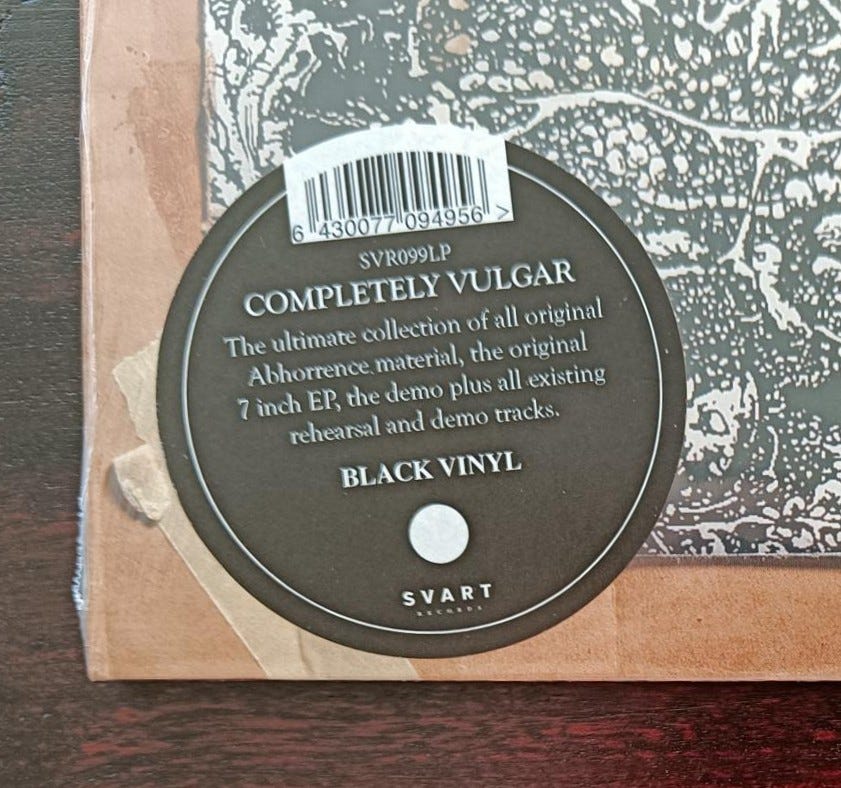 6 430077 094956 >
SVR099LP
COMPLETELY VULGAR
The ultimate collection of all original
Abhorrence material, the original
7 inch EP, the demo plus all existing
rehearsal and demo tracks.
BLACK VINYL
SVART
RECORDS